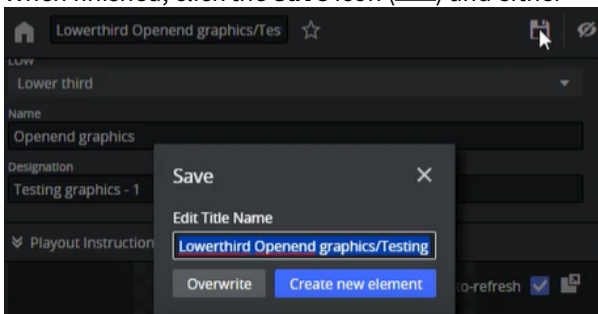 When finished, click the Save icon ( ) and either
Lowerthird Openend graphics/Tes
LOW
Lower third
Name
Openend graphics
Designation
Testing graphics - 1
Save
Edit Title Name
Lowerthird Openend graphics/Testing
Playout Instruction
Overwrite
Create new element
to-refresh